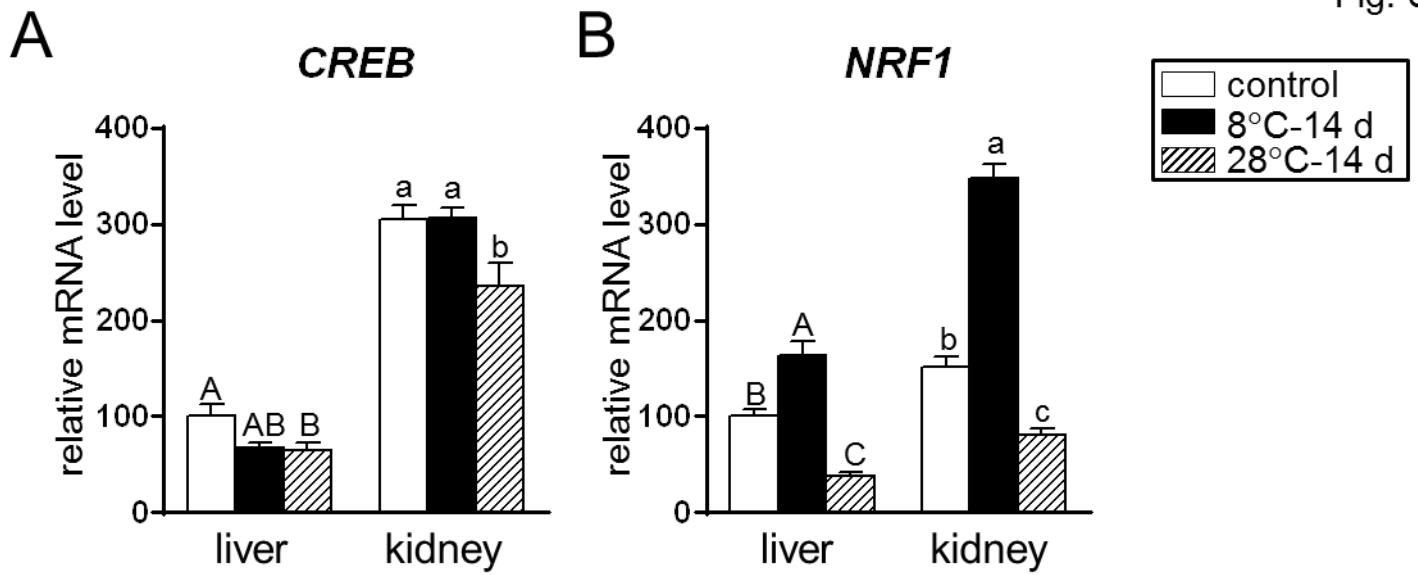 A
CREB
relative mRNA level
400
300
200
100
0
A
AB
B
a
a
b
liver
kidney
B
NRF1
relative mRNA level
400
300
200
100
0
B
A
C
b
a
c
liver
kidney
control
8°C-14 d
28°C-14 d
Fig.